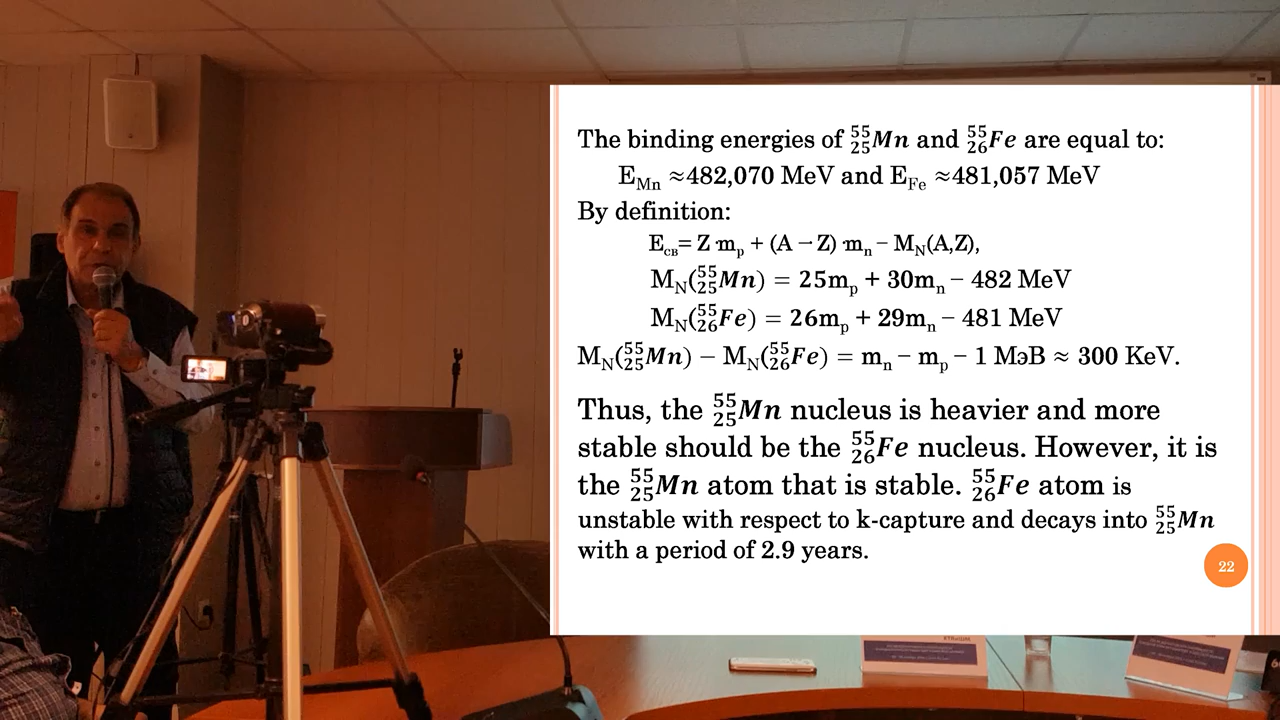 The binding energies of ⁵⁵₂₅Mn and ⁵⁵₂₆Fe are equal to:
E_Mn ≈482,070 MeV and E_Fe ≈481,057 MeV
By definition:
E_св= Z·m_p + (A – Z)·m_n – M_N(A,Z),
M_N(⁵⁵₂₅Mn) = 25m_p + 30m_n – 482 MeV
M_N(⁵⁵₂₆Fe) = 26m_p + 29m_n – 481 MeV
M_N(⁵⁵₂₅Mn) – M_N(⁵⁵₂₆Fe) = m_n – m_p – 1 МэВ ≈ 300 KeV.
Thus, the ⁵⁵₂₅Mn nucleus is heavier and more
stable should be the ⁵⁵₂₆Fe nucleus. However, it is
the ⁵⁵₂₅Mn atom that is stable. ⁵⁵₂₆Fe atom is
unstable with respect to k-capture and decays into ⁵⁵₂₅Mn
with a period of 2.9 years.
22